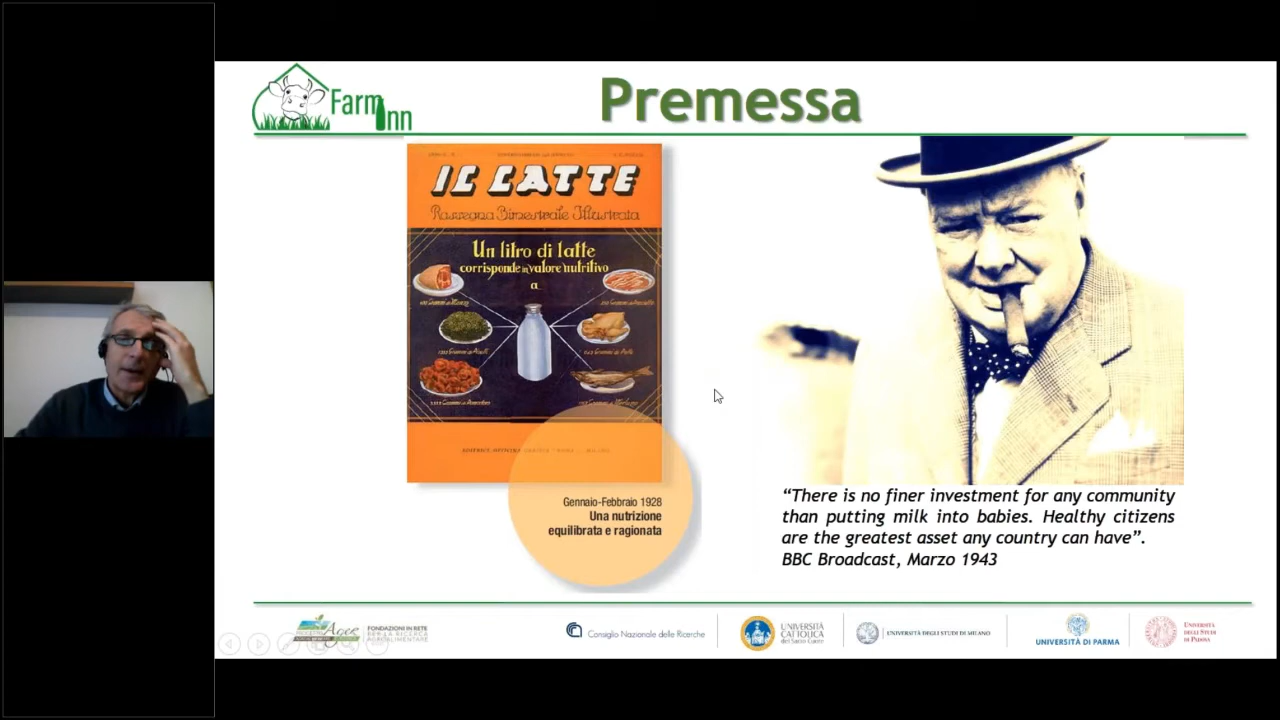 Farm
Inn
Premessa
IL LATTE
Rassegna Bimestrale Illustrata
Un litro di latte
corrisponde in valore nutritivo
a
Gennaio-Febbraio 1928
Una nutrizione
equilibrata e ragionata
“There is no finer investment for any community
than putting milk into babies. Healthy citizens
are the greatest asset any country can have”.
BBC Broadcast, Marzo 1943
Ager
FONDAZIONI IN RETE
PER LA RICERCA
AGROALIMENTARE
Consiglio Nazionale delle Ricerche
UNIVERSITÀ
CATTOLICA
del Sacro Cuore
UNIVERSITÀ DEGLI STUDI DI MILANO
UNIVERSITÀ DI PARMA
UNIVERSITÀ
DEGLI STUDI
DI PADOVA